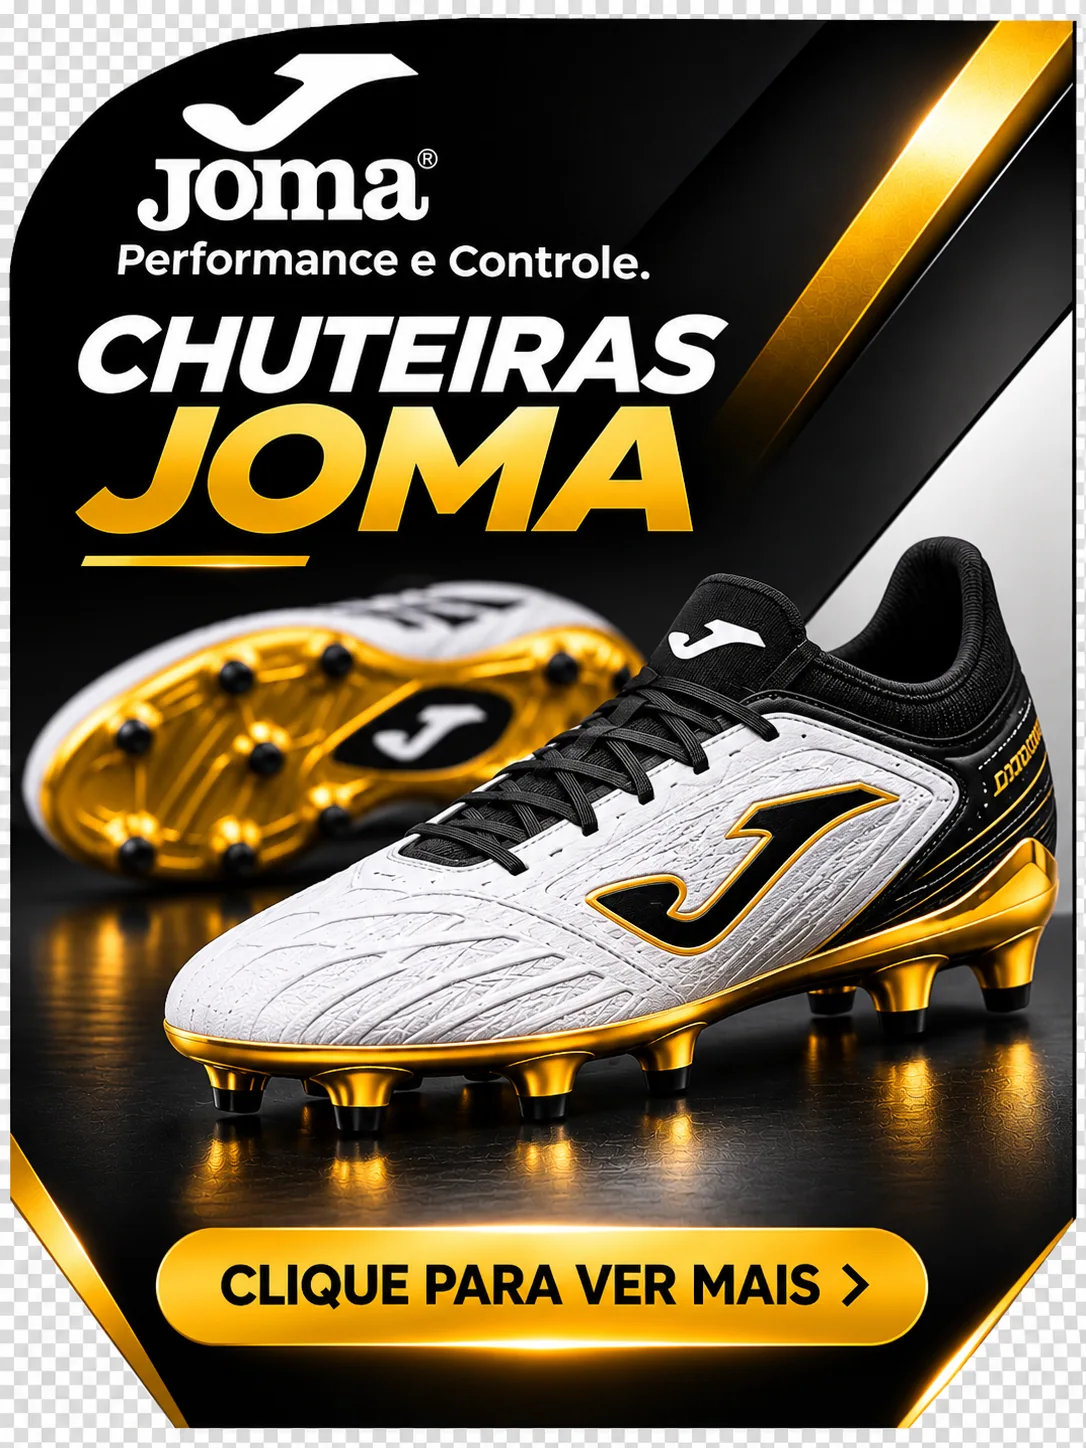 Joma®
Performance e Controle.
CHUTEIRAS
JOMA
CLIQUE PARA VER MAIS >